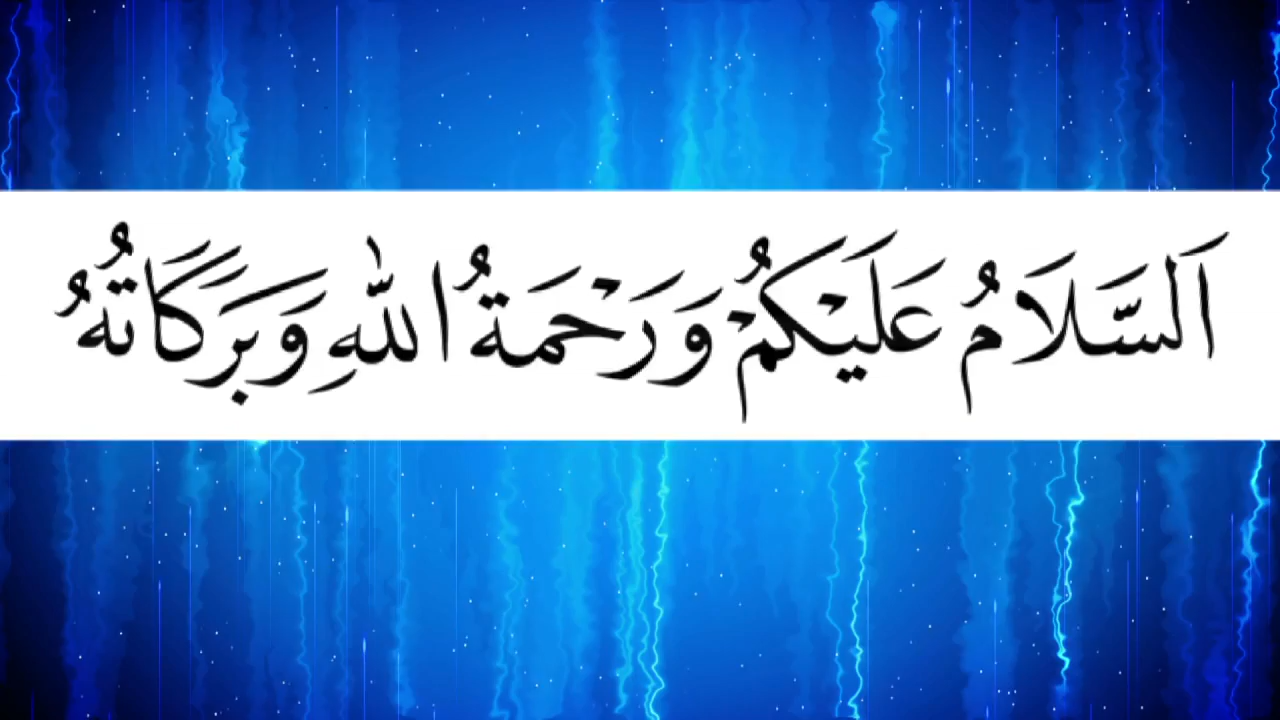 اَلسَّلَامُ عَلَيْكُمْ وَرَحْمَةُ اللهِ وَبَرَكَاتُهُ